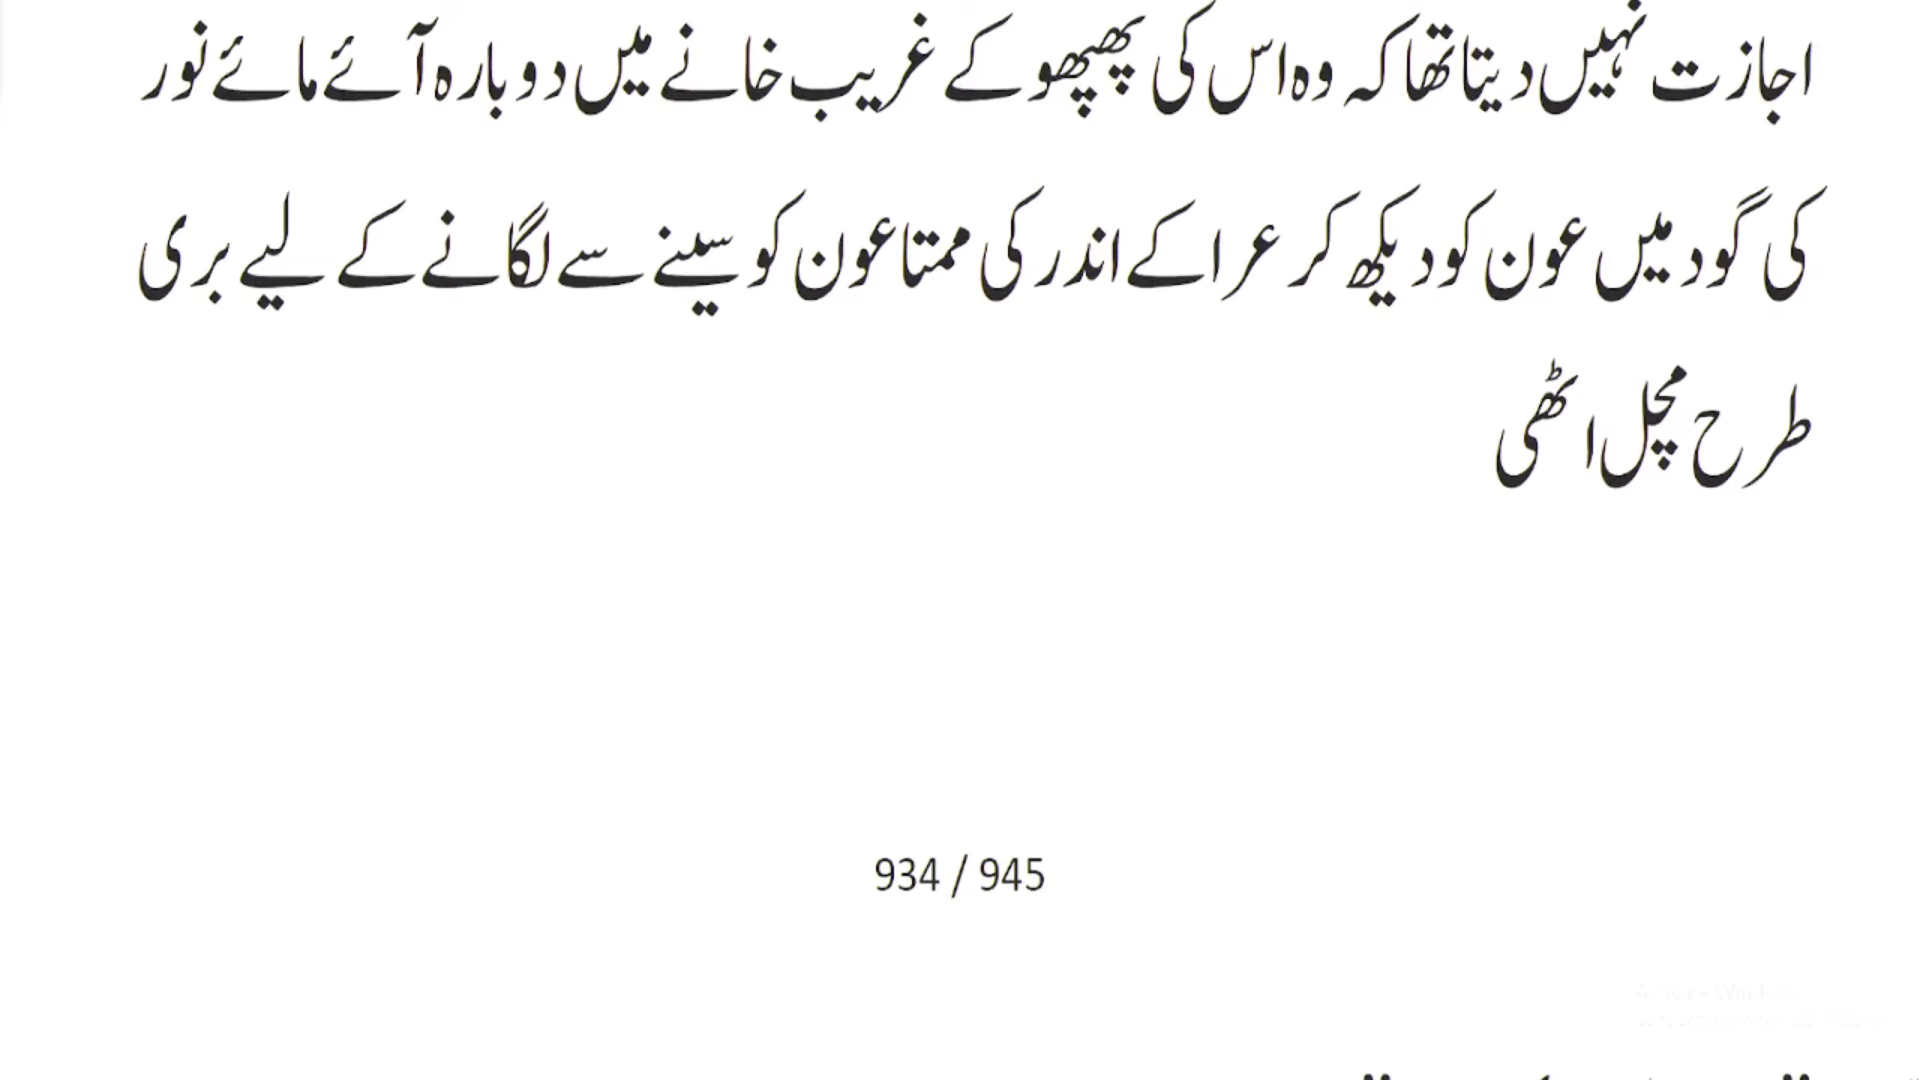 اجازت نہیں دیتا تھا کہ وہ اس کی پھپھو کے غریب خانے میں دوبارہ آئے مائے نور
کی گود میں عون کو دیکھ کر عرا کے اندر کی ممتا عون کو سینے سے لگانے کے لیے بری
طرح مچل اٹھی
934 / 945